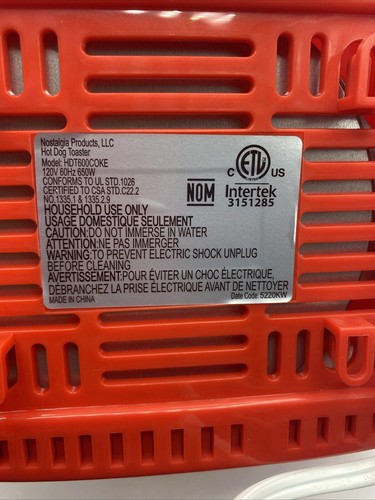 Nostalgia Products, LLC
Hot Dog Toaster
Model: HDT600COKE
120V 60Hz 650W
CONFORMS TO UL STD.1026
CERTIFIED TO CSA STD.C22.2
NO.1335.1 & 1335.2.9
HOUSEHOLD USE ONLY
USAGE DOMESTIQUE SEULEMENT
CAUTION:DO NOT IMMERSE IN WATER
ATTENTION:NE PAS IMMERGER
WARNING:TO PREVENT ELECTRIC SHOCK UNPLUG
BEFORE CLEANING
AVERTISSEMENT:POUR ÉVITER UN CHOC ÉLECTRIQUE,
DÉBRANCHEZ LA PRISE ÉLECTRIQUE AVANT DE NETTOYER
MADE IN CHINA
Date Code: 5220KW
C ETL US
NOM
Intertek
3151285